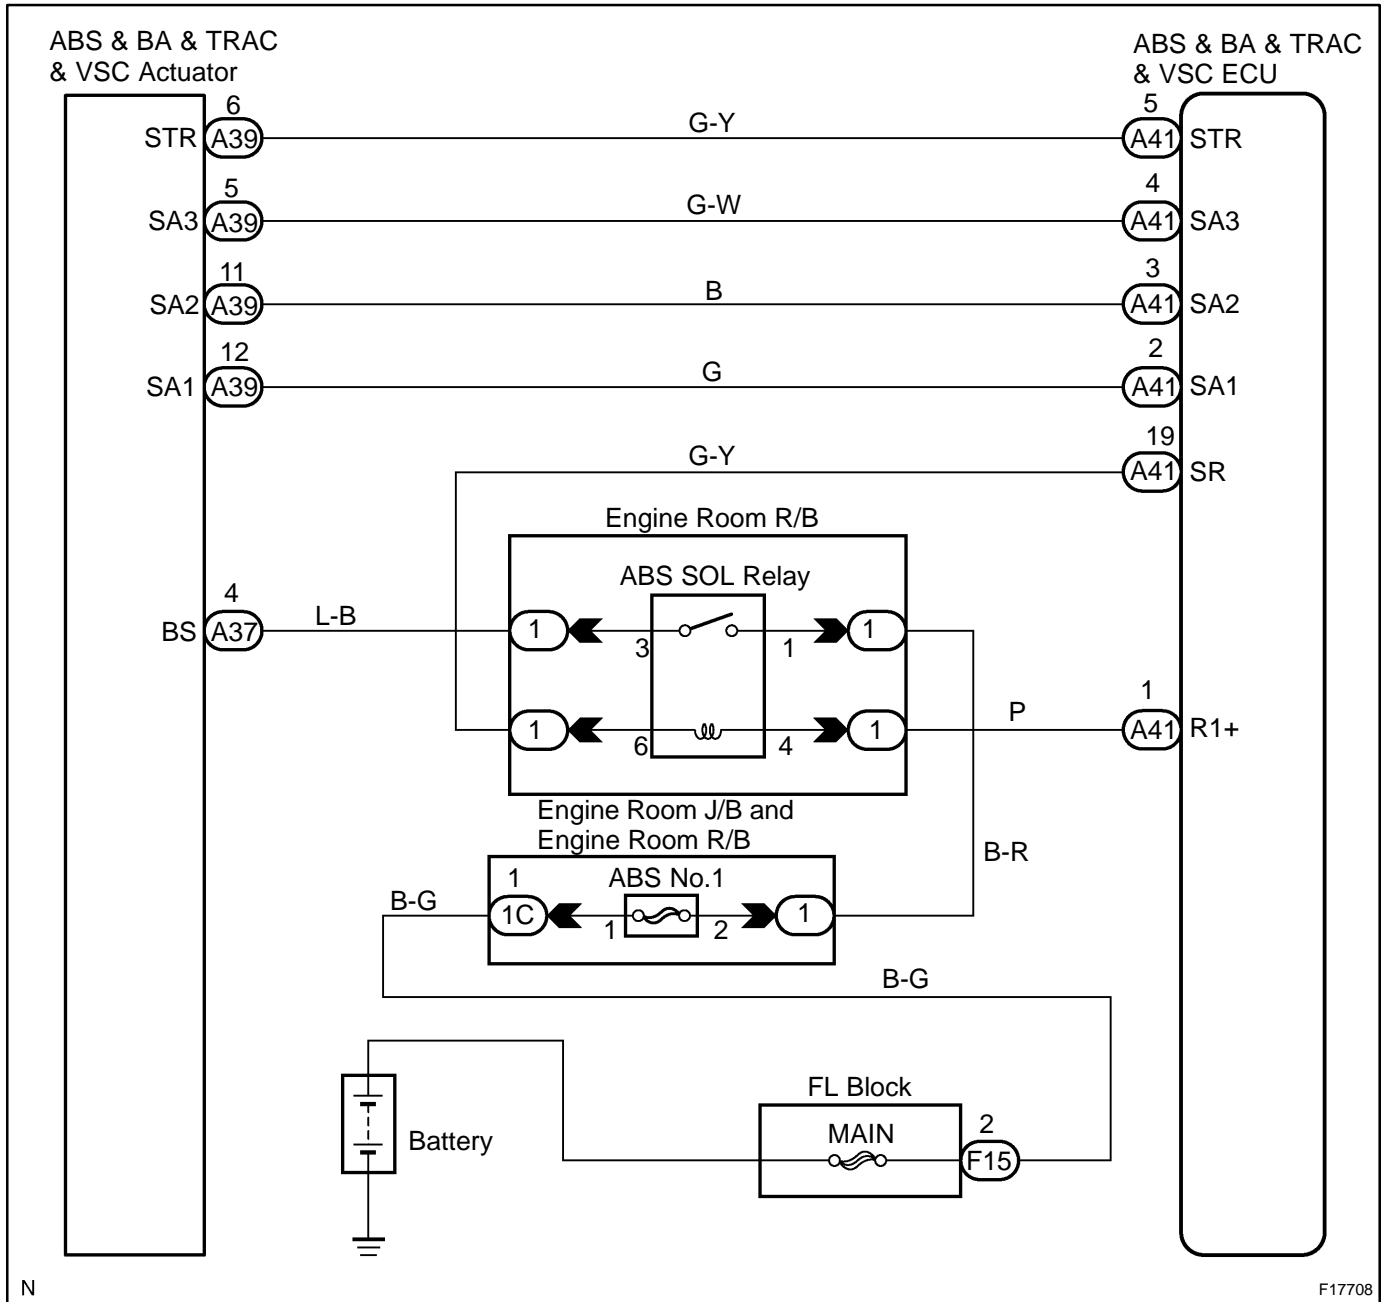 ABS & BA & TRAC
& VSC Actuator
ABS & BA & TRAC
& VSC ECU
6
STR
A39
G-Y
5
A41
STR
5
SA3
A39
G-W
4
A41
SA3
11
SA2
A39
B
3
A41
SA2
12
SA1
A39
G
2
A41
SA1
G-Y
19
A41
SR
Engine Room R/B
ABS SOL Relay
4
BS
A37
L-B
1
3
1
1
1
6
4
1
P
1
A41
R1+
Engine Room J/B and
Engine Room R/B
B-R
B-G
1
1C
ABS No.1
1
2
1
B-G
Battery
FL Block
MAIN
2
F15
N
F17708